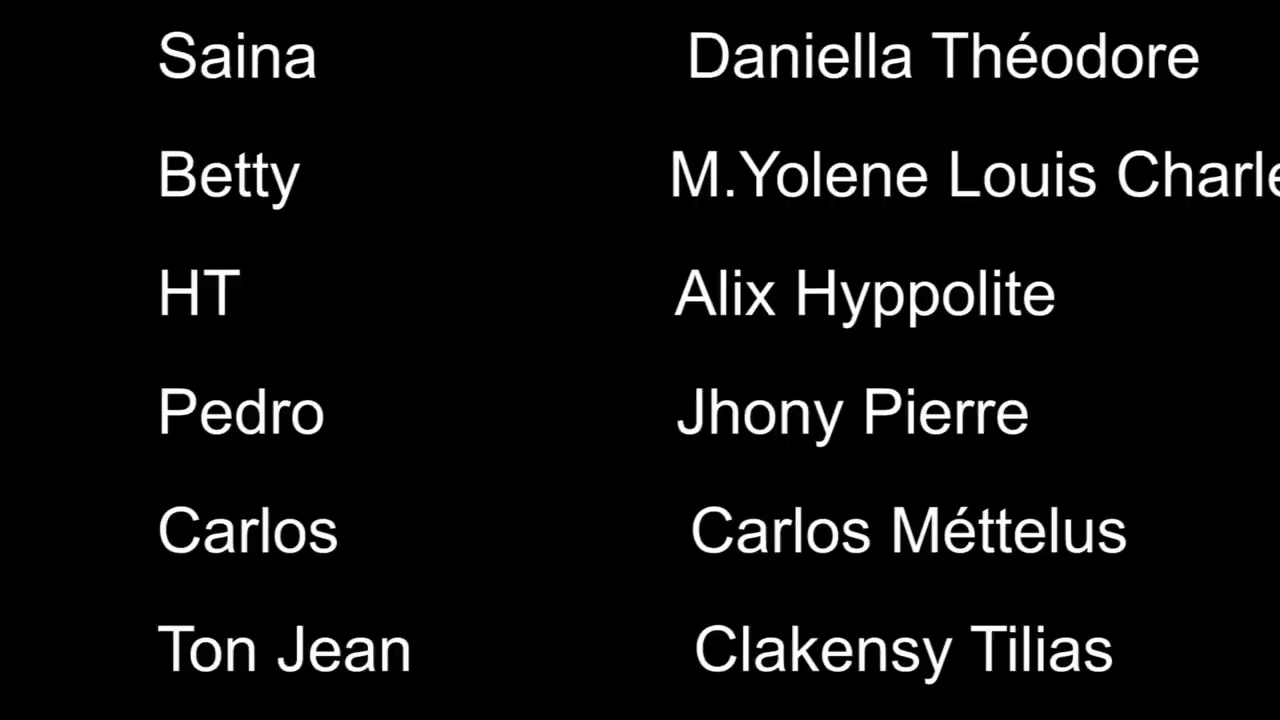 Saina Daniella Théodore
Betty M.Yolene Louis Charle
HT Alix Hyppolite
Pedro Jhony Pierre
Carlos Carlos Méttelus
Ton Jean Clakensy Tilias